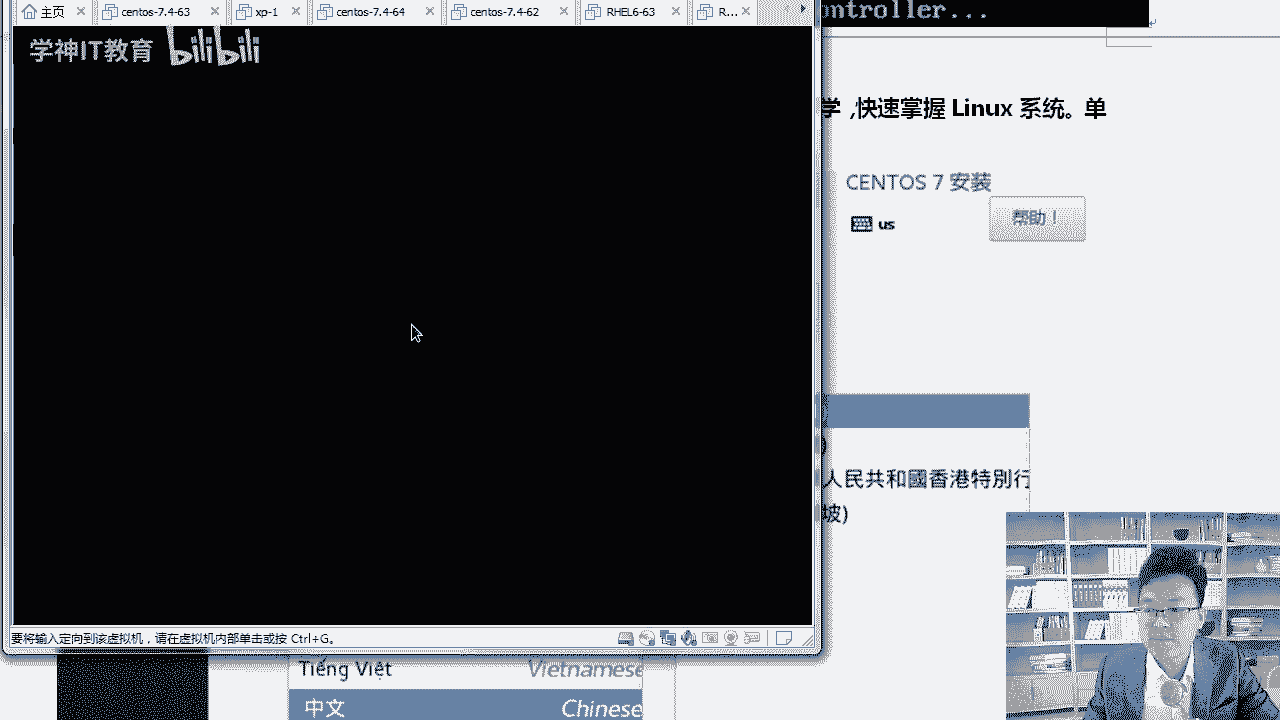 主页 centos-7.4-63 xp-1 centos-7.4-64 centos-7.4-62 RHEL6-63 R...
ontroller...
学神IT教育 bilibili
学,快速掌握 Linux 系统。单
CENTOS 7 安装
us 帮助！
人民共和國香港特別行
坡)
要将输入定向到该虚拟机，请在虚拟机内部单击或按 Ctrl+G。
Tiếng Việt Vietnamese
中文 Chinese